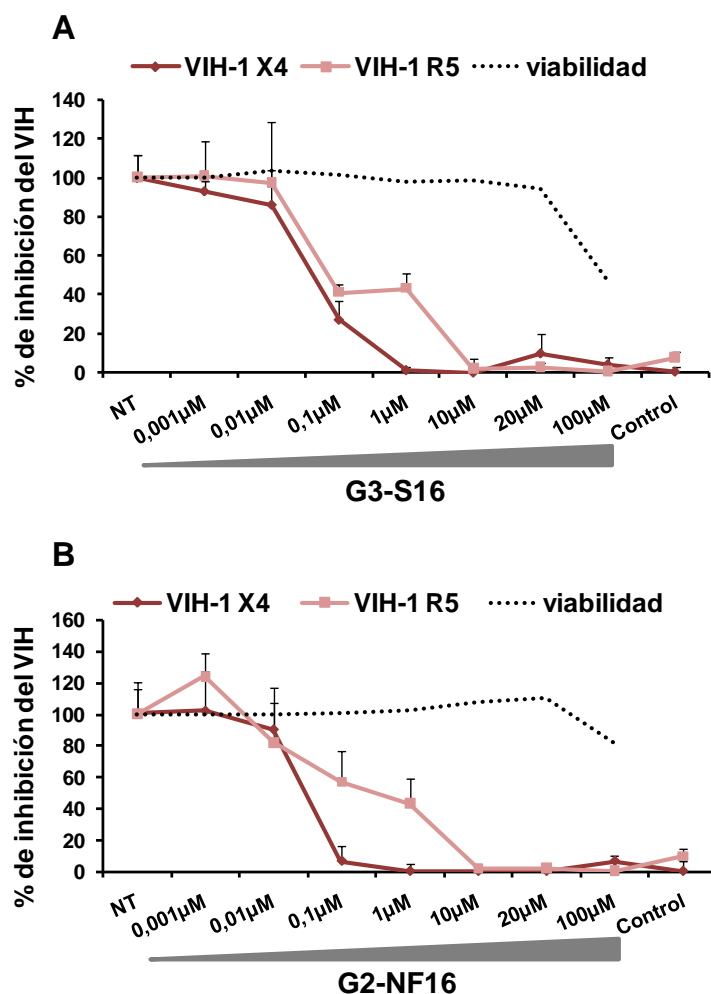 A
VIH-1 X4 VIH-1 R5 viabilidad
% de inhibición del VIH
140
120
100
80
60
40
20
0
NT 0,001µM 0,01µM 0,1µM 1µM 10µM 20µM 100µM Control
G3-S16
B
VIH-1 X4 VIH-1 R5 viabilidad
% de inhibición del VIH
160
140
120
100
80
60
40
20
0
NT 0,001µM 0,01µM 0,1µM 1µM 10µM 20µM 100µM Control
G2-NF16